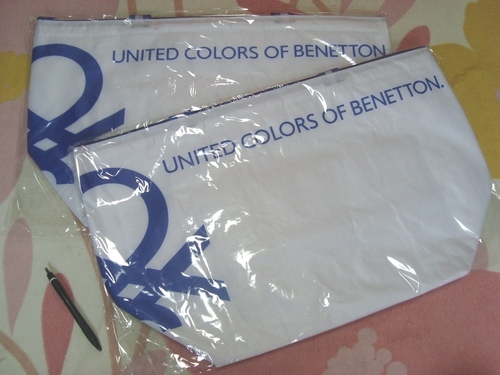 UNITED COLORS OF BENETTON
UNITED COLORS OF BENETTON.